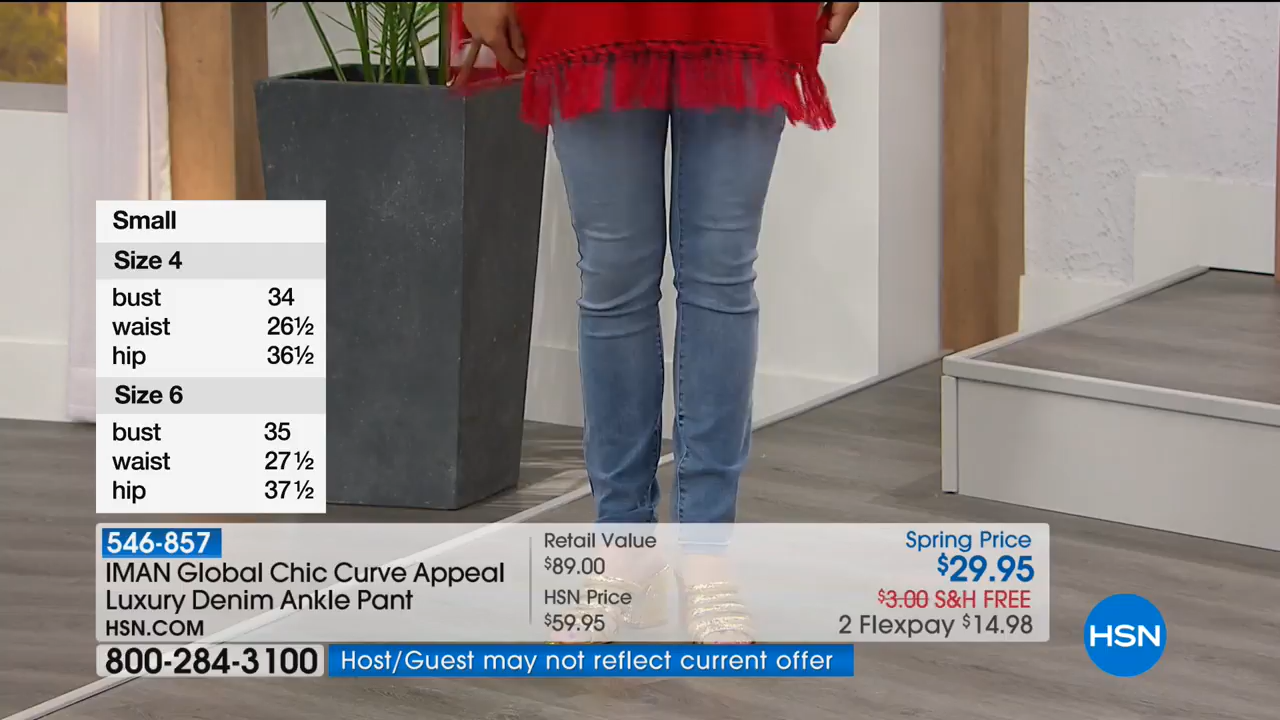 Small
Size 4
bust 34
waist 26½
hip 36½
Size 6
bust 35
waist 27½
hip 37½
546-857
IMAN Global Chic Curve Appeal
Luxury Denim Ankle Pant
HSN.COM
Retail Value
$89.00
HSN Price
$59.95
Spring Price
$29.95
$3.00 S&H FREE
2 Flexpay $14.98
800-284-3100
Host/Guest may not reflect current offer
HSN